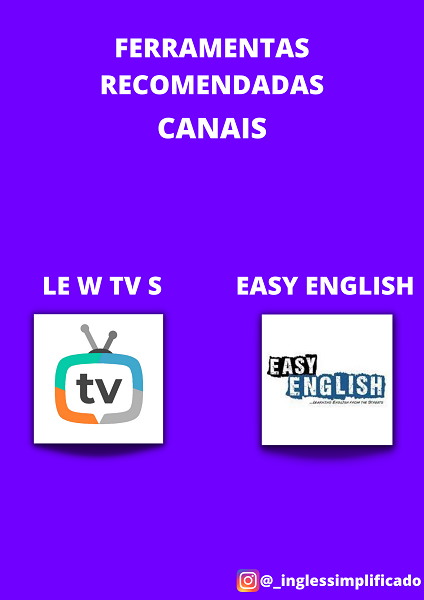 FERRAMENTAS
RECOMENDADAS
CANAIS
LE W TV S
EASY ENGLISH
tv
EASY
ENGLISH
...LEARNING ENGLISH FROM THE STREETS
@_inglessimplificado